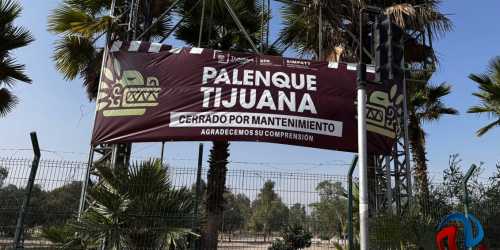 PALENQUE
TIJUANA
CERRADO POR MANTENIMIENTO
AGRADECEMOS SU COMPRENSIÓN